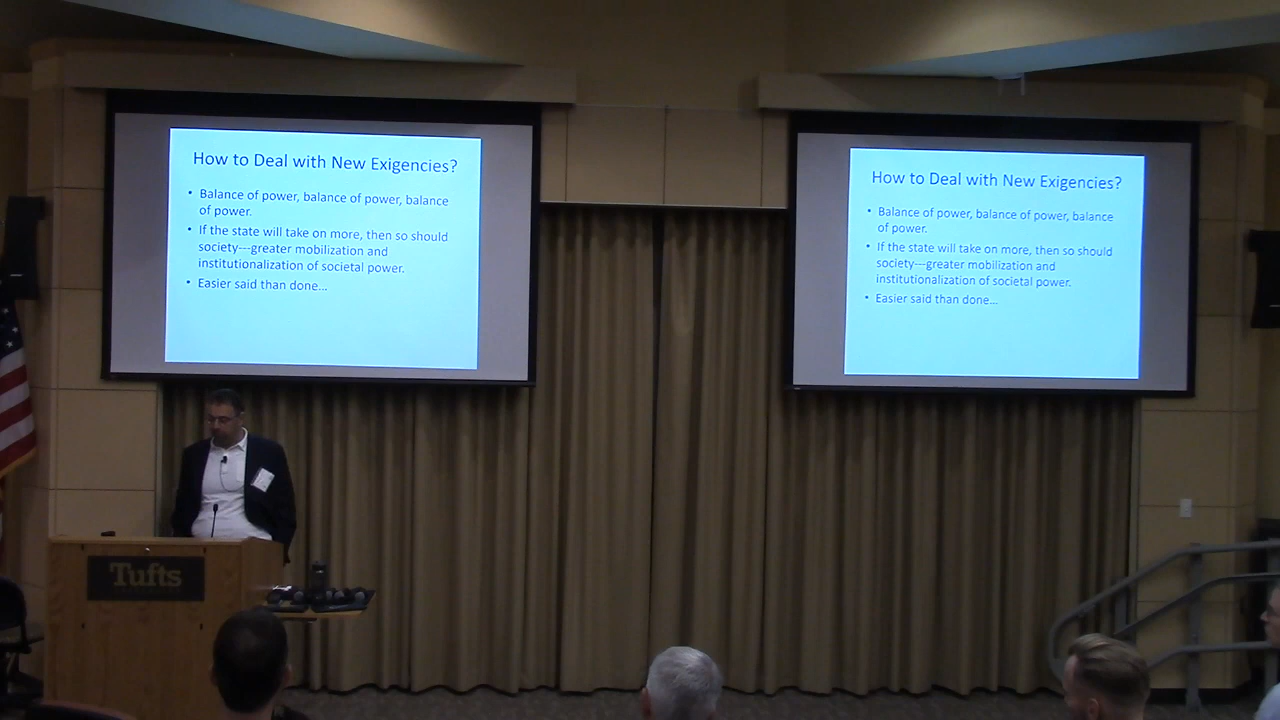 How to Deal with New Exigencies?
• Balance of power, balance of power, balance
of power.
• If the state will take on more, then so should
society---greater mobilization and
institutionalization of societal power.
• Easier said than done...
How to Deal with New Exigencies?
• Balance of power, balance of power, balance
of power.
• If the state will take on more, then so should
society---greater mobilization and
institutionalization of societal power.
• Easier said than done...
Tufts